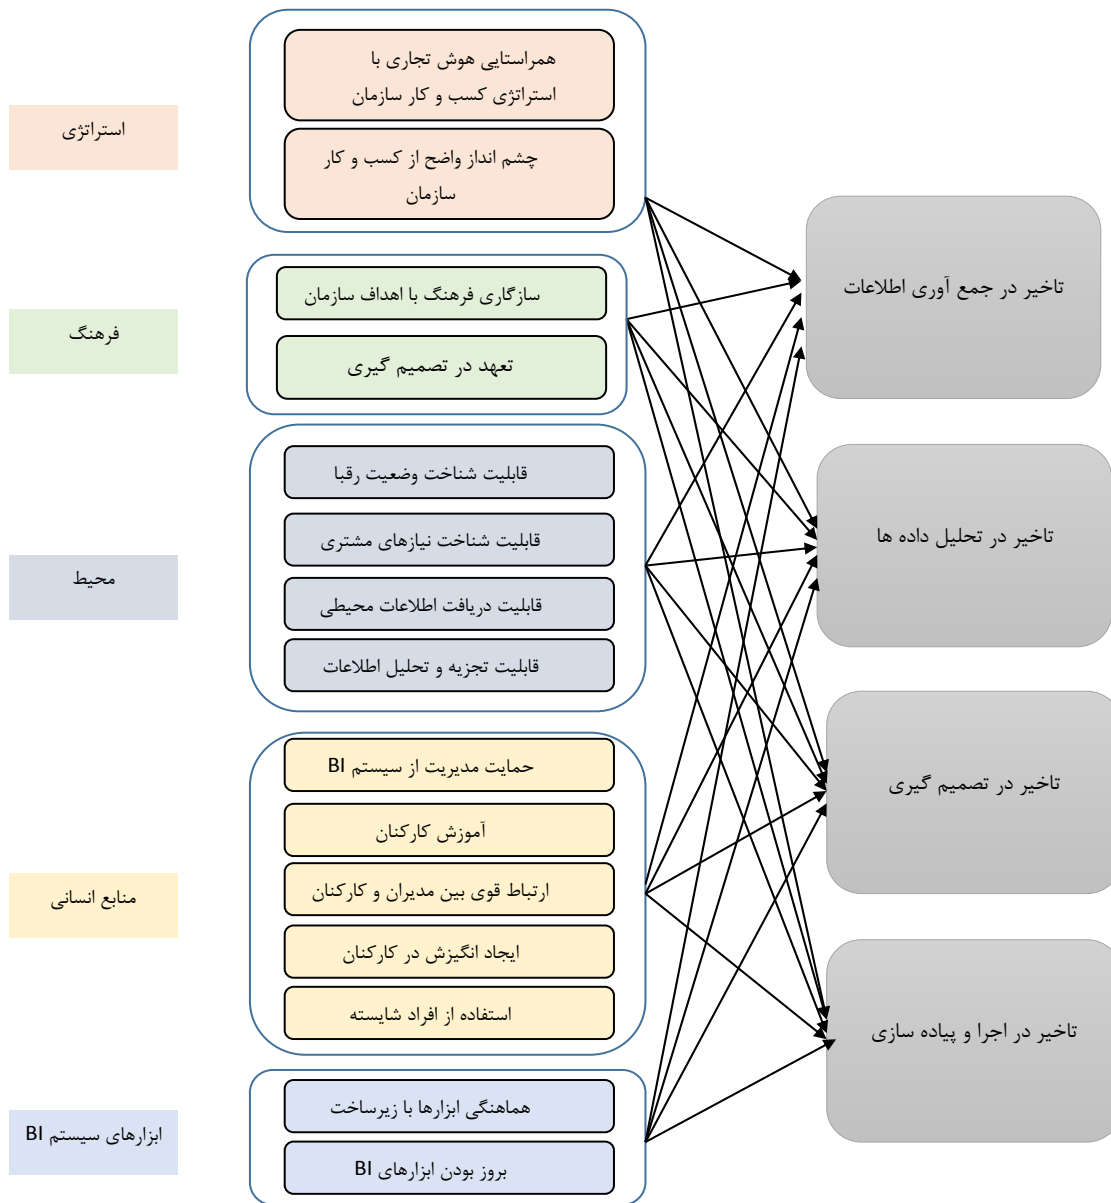 استراتژی
همراستایی هوش تجاری با
استراتژی کسب و کار سازمان
چشم انداز واضح از کسب و کار
سازمان
فرهنگ
سازگاری فرهنگ با اهداف سازمان
تعهد در تصمیم گیری
محیط
قابلیت شناخت وضعیت رقبا
قابلیت شناخت نیازهای مشتری
قابلیت دریافت اطلاعات محیطی
قابلیت تجزیه و تحلیل اطلاعات
منابع انسانی
حمایت مدیریت از سیستم BI
آموزش کارکنان
ارتباط قوی بین مدیران و کارکنان
ایجاد انگیزش در کارکنان
استفاده از افراد شایسته
ابزارهای سیستم BI
هماهنگی ابزارها با زیرساخت
بروز بودن ابزارهای BI
تاخیر در جمع آوری اطلاعات
تاخیر در تحلیل داده ها
تاخیر در تصمیم گیری
تاخیر در اجرا و پیاده سازی